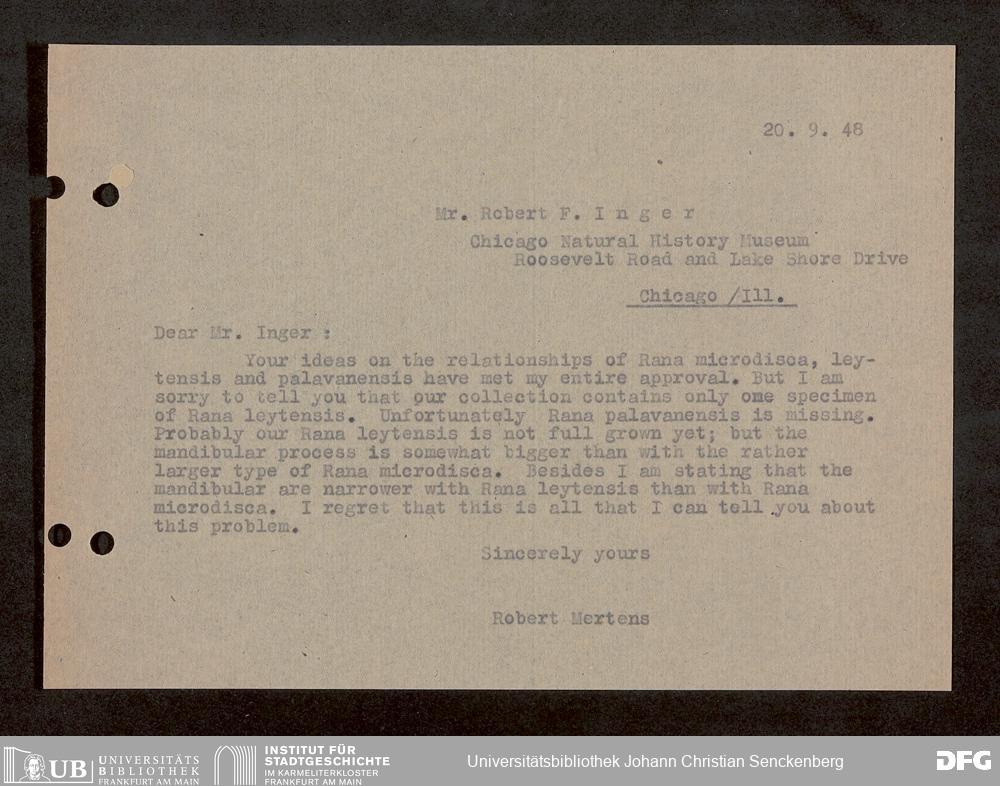 20. 9. 48
Mr. Robert F. I n g e r
Chicago Natural History Museum
Roosevelt Road and Lake Shore Drive
Chicago /Ill.
Dear Mr. Inger :
Your ideas on the relationships of Rana microdisca, ley-
tensis and palavanensis have met my entire approval. But I am
sorry to tell you that our collection contains only one specimen
of Rana leytensis. Unfortunately Rana palavanensis is missing.
Probably our Rana leytensis is not full grown yet; but the
mandibular process is somewhat bigger than with the rather
larger type of Rana microdisca. Besides I am stating that the
mandibular are narrower with Rana leytensis than with Rana
microdisca. I regret that this is all that I can tell you about
this problem.
Sincerely yours
Robert Mertens
UB UNIVERSITÄTS
BIBLIOTHEK
FRANKFURT AM MAIN
INSTITUT FÜR
STADTGESCHICHTE
IM KARMELITERKLOSTER
FRANKFURT AM MAIN
Universitätsbibliothek Johann Christian Senckenberg
DFG